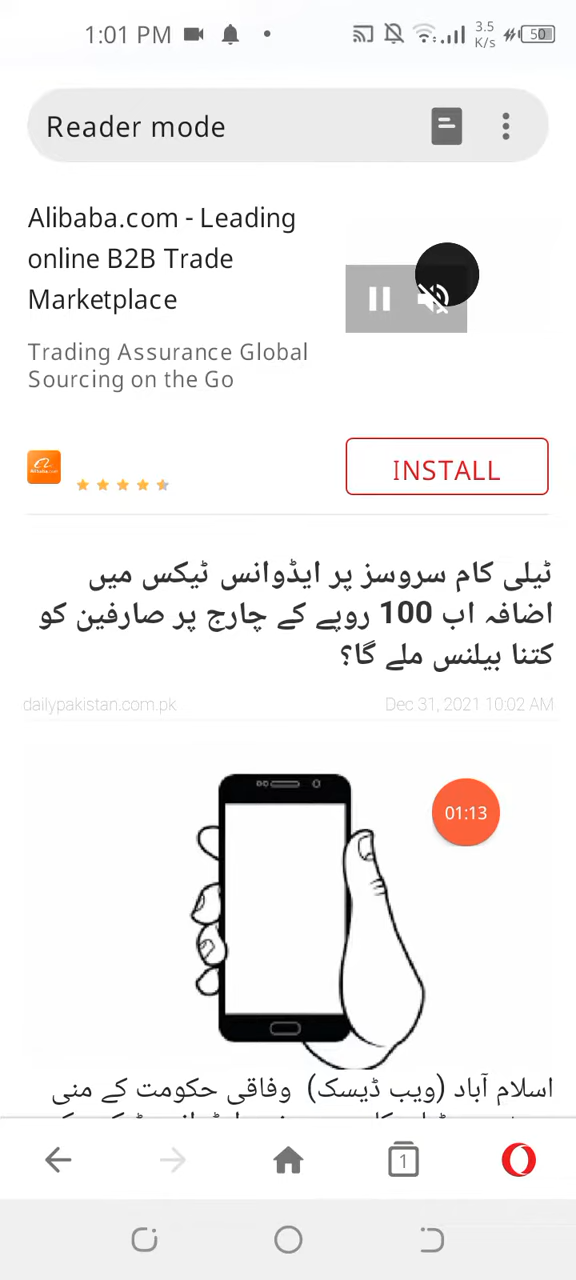 1:01 PM
3.5
K/s
50
Reader mode
Alibaba.com - Leading
online B2B Trade
Marketplace
Trading Assurance Global
Sourcing on the Go
INSTALL
ٹیلی کام سروسز پر ایڈوانس ٹیکس میں
اضافہ اب 100 روپے کے چارج پر صارفین کو
کتنا بیلنس ملے گا؟
dailypakistan.com.pk
Dec 31, 2021 10:02 AM
01:13
اسلام آباد (ویب ڈیسک) وفاقی حکومت کے منی
1